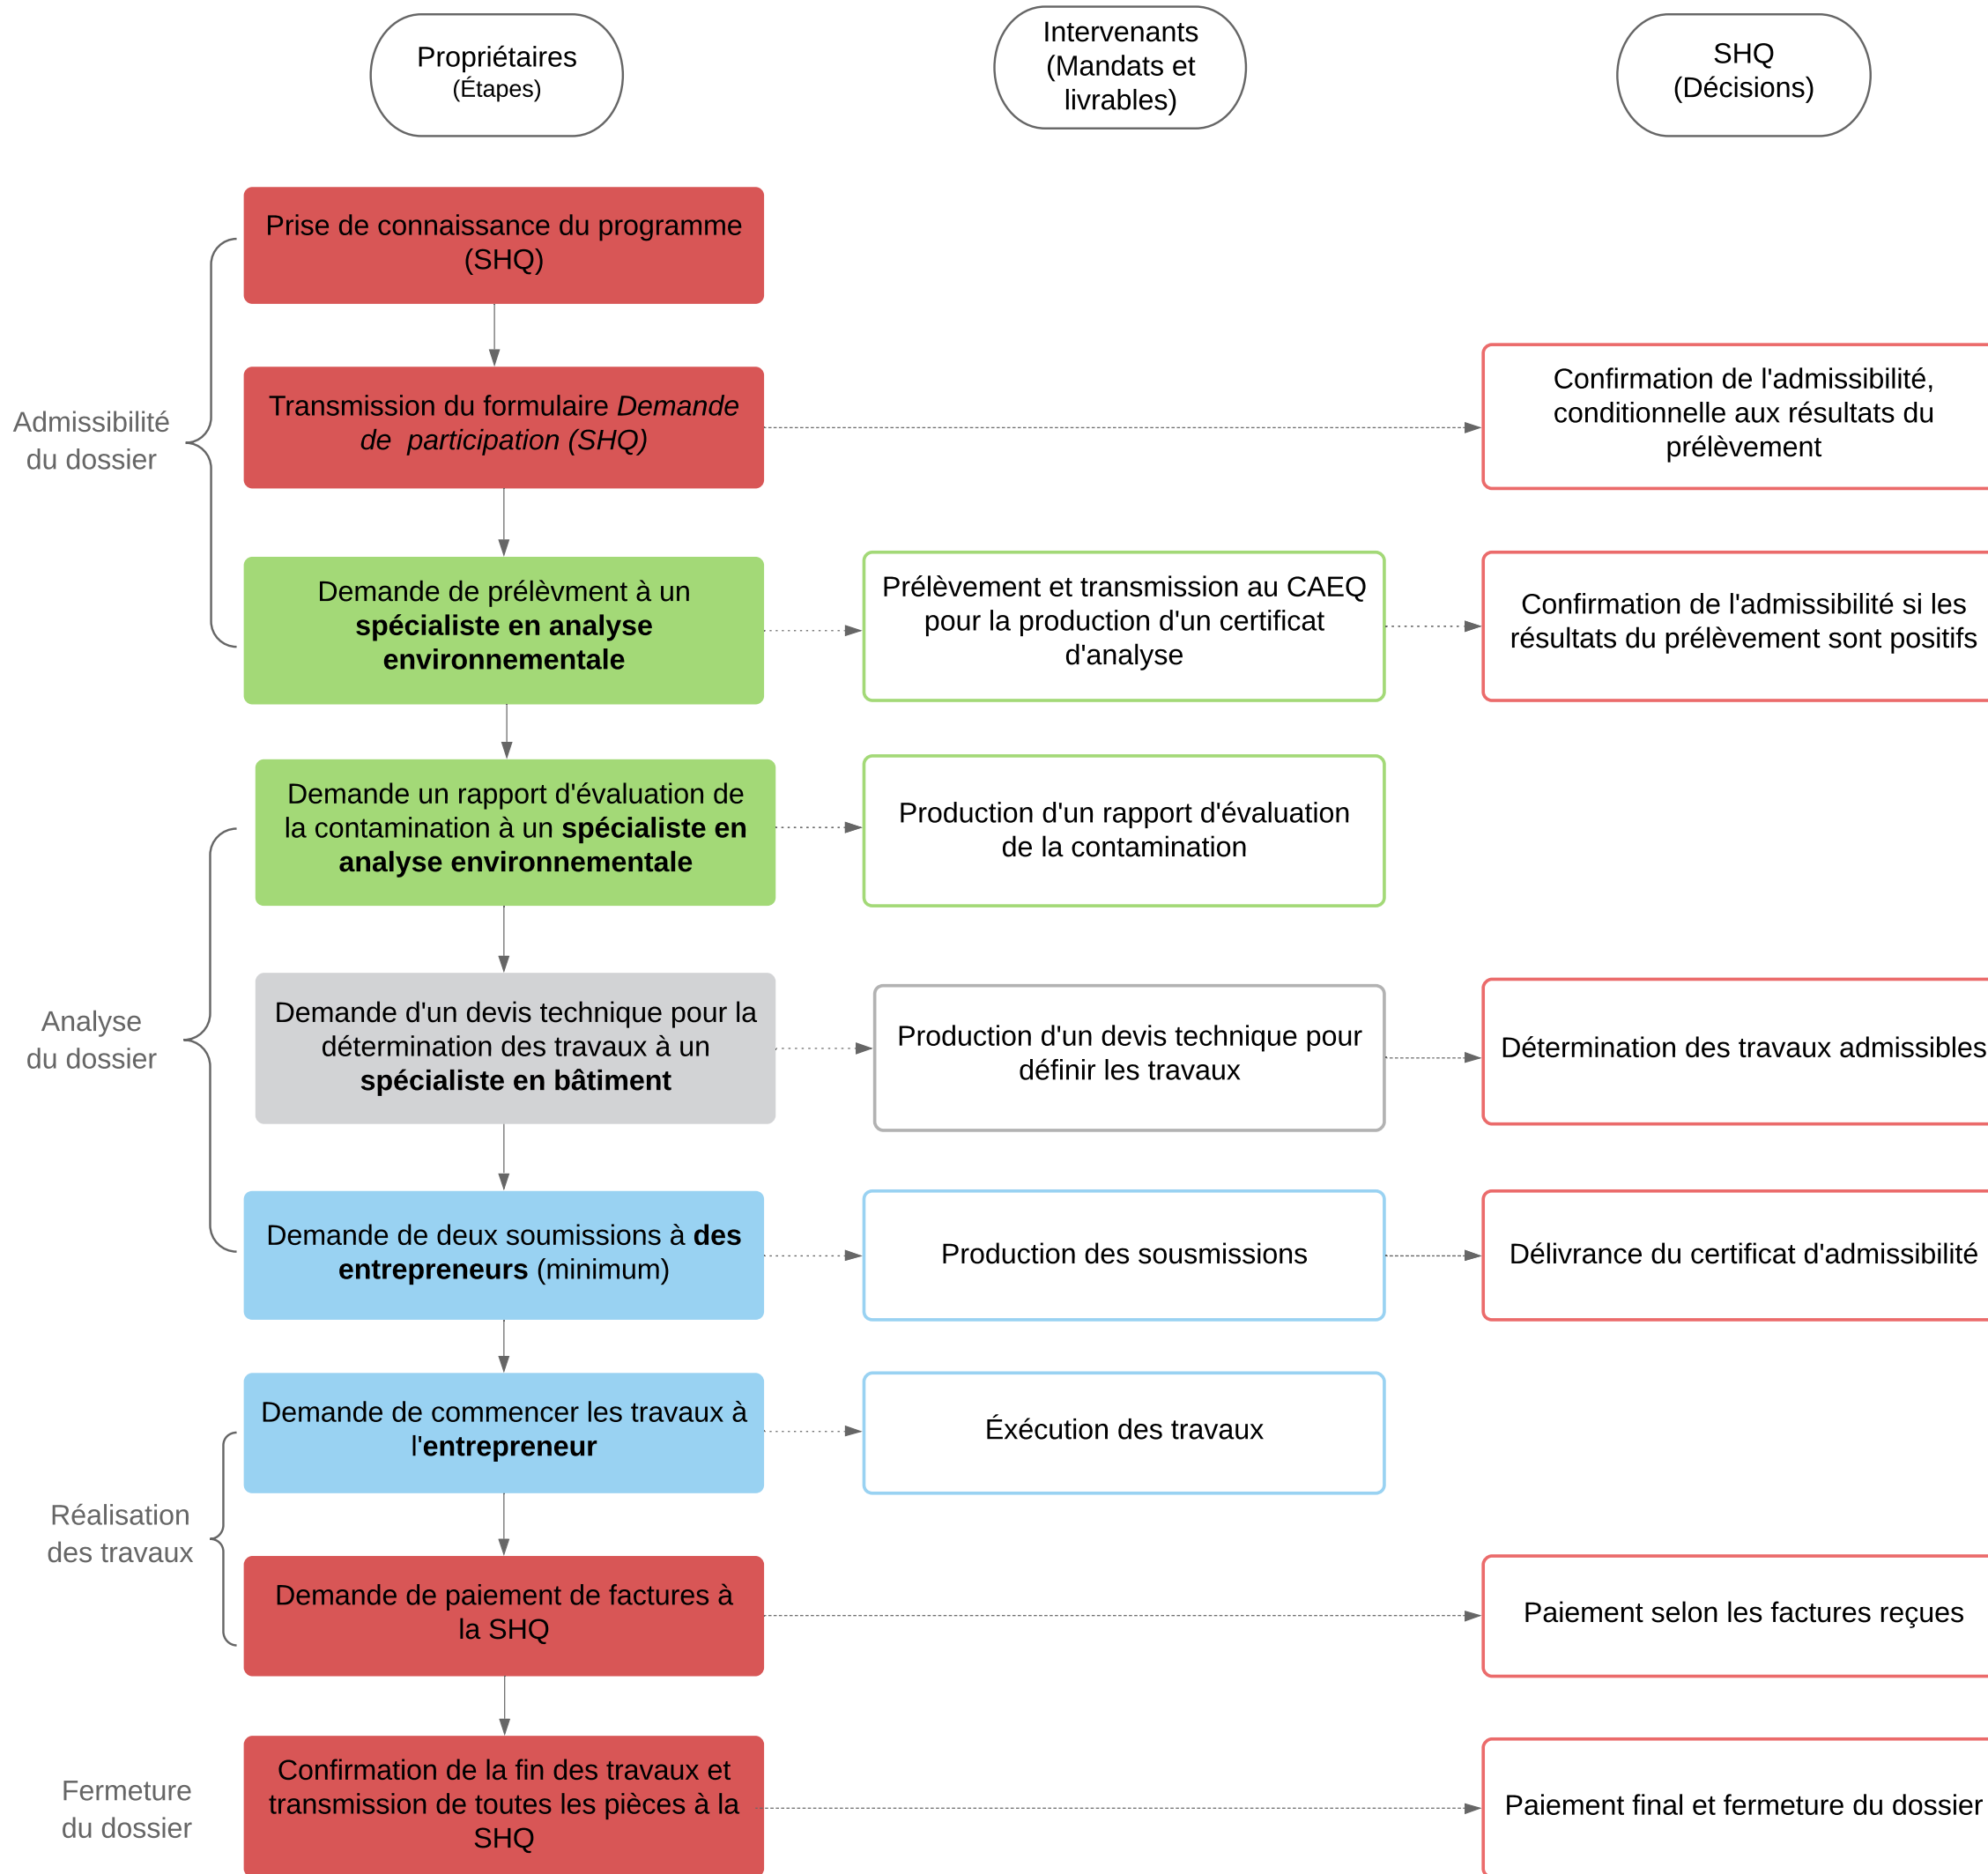 Propriétaires
(Étapes)
Intervenants
(Mandats et
livrables)
SHQ
(Décisions)
Admissibilité
du dossier
Prise de connaissance du programme
(SHQ)
Transmission du formulaire Demande
de participation (SHQ)
Confirmation de l'admissibilité,
conditionnelle aux résultats du
prélèvement
Demande de prélèvment à un
spécialiste en analyse
environnementale
Prélèvement et transmission au CAEQ
pour la production d'un certificat
d'analyse
Confirmation de l'admissibilité si les
résultats du prélèvement sont positifs
Analyse
du dossier
Demande un rapport d'évaluation de
la contamination à un spécialiste en
analyse environnementale
Production d'un rapport d'évaluation
de la contamination
Demande d'un devis technique pour la
détermination des travaux à un
spécialiste en bâtiment
Production d'un devis technique pour
définir les travaux
Détermination des travaux admissibles
Demande de deux soumissions à des
entrepreneurs (minimum)
Production des sousmissions
Délivrance du certificat d'admissibilité
Réalisation
des travaux
Demande de commencer les travaux à
l'entrepreneur
Éxécution des travaux
Demande de paiement de factures à
la SHQ
Paiement selon les factures reçues
Fermeture
du dossier
Confirmation de la fin des travaux et
transmission de toutes les pièces à la
SHQ
Paiement final et fermeture du dossier